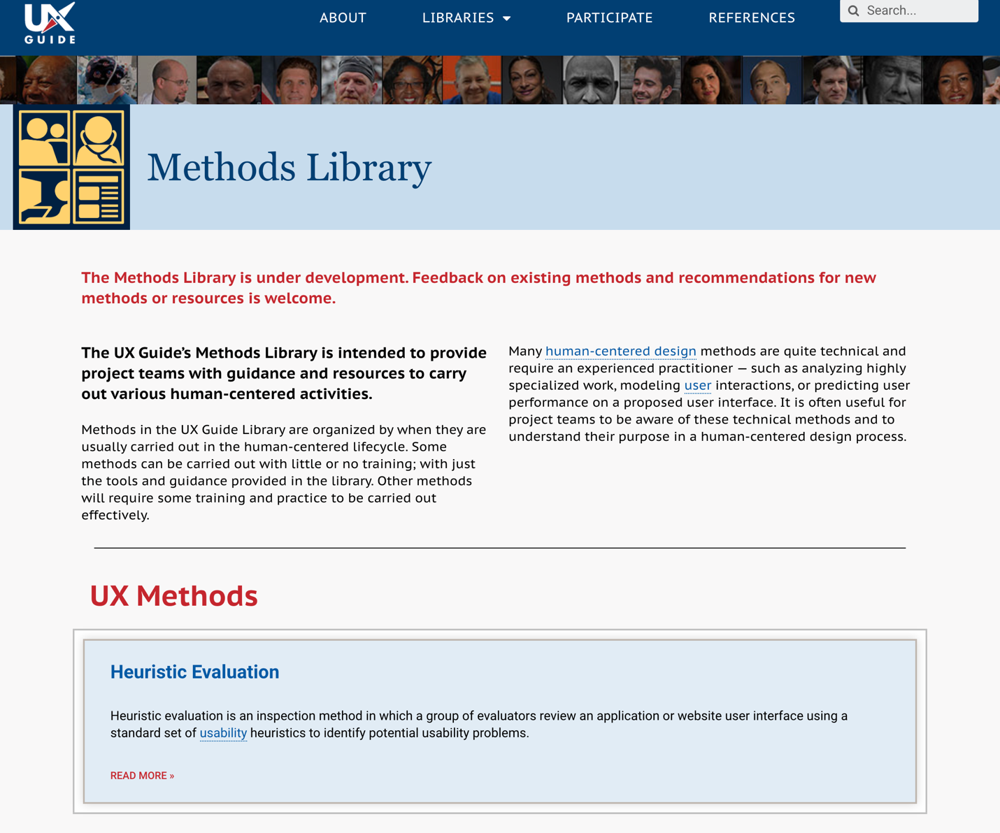 UX
GUIDE
ABOUT
LIBRARIES
PARTICIPATE
REFERENCES
Search...
Methods Library
The Methods Library is under development. Feedback on existing methods and recommendations for new
methods or resources is welcome.
The UX Guide’s Methods Library is intended to provide
project teams with guidance and resources to carry
out various human-centered activities.
Methods in the UX Guide Library are organized by when they are
usually carried out in the human-centered lifecycle. Some
methods can be carried out with little or no training; with just
the tools and guidance provided in the library. Other methods
will require some training and practice to be carried out
effectively.
Many human-centered design methods are quite technical and
require an experienced practitioner — such as analyzing highly
specialized work, modeling user interactions, or predicting user
performance on a proposed user interface. It is often useful for
project teams to be aware of these technical methods and to
understand their purpose in a human-centered design process.
UX Methods
Heuristic Evaluation
Heuristic evaluation is an inspection method in which a group of evaluators review an application or website user interface using a
standard set of usability heuristics to identify potential usability problems.
READ MORE »